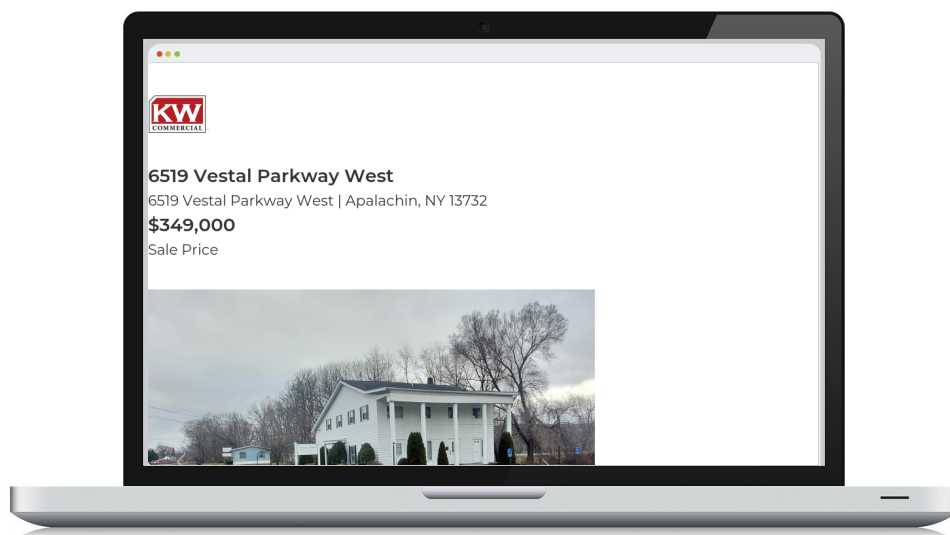 KW
COMMERCIAL
6519 Vestal Parkway West
6519 Vestal Parkway West | Apalachin, NY 13732
$349,000
Sale Price